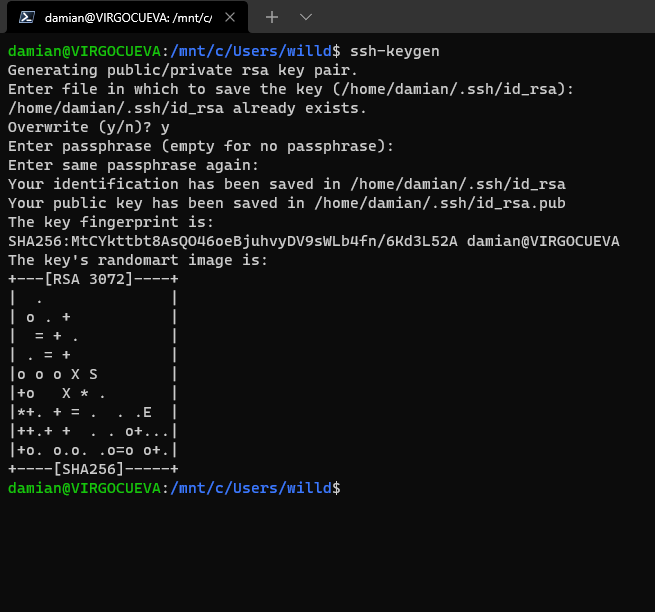 damian@VIRGOCUEVA: /mnt/c/
damian@VIRGOCUEVA:/mnt/c/Users/willd$ ssh-keygen
Generating public/private rsa key pair.
Enter file in which to save the key (/home/damian/.ssh/id_rsa):
/home/damian/.ssh/id_rsa already exists.
Overwrite (y/n)? y
Enter passphrase (empty for no passphrase):
Enter same passphrase again:
Your identification has been saved in /home/damian/.ssh/id_rsa
Your public key has been saved in /home/damian/.ssh/id_rsa.pub
The key fingerprint is:
SHA256:MtCYkttbt8AsQO46oeBjuhvyDV9sWLb4fn/6Kd3L52A damian@VIRGOCUEVA
The key's randomart image is:
+---[RSA 3072]----+
|  .              |
| o . +           |
|  = + .          |
| . = +           |
|o o o X S        |
|+o   X * .       |
|*+. + = .  . .E  |
|++.+ +  . . o+...|
|+o. o.o. .o=o o+.|
+----[SHA256]-----+
damian@VIRGOCUEVA:/mnt/c/Users/willd$